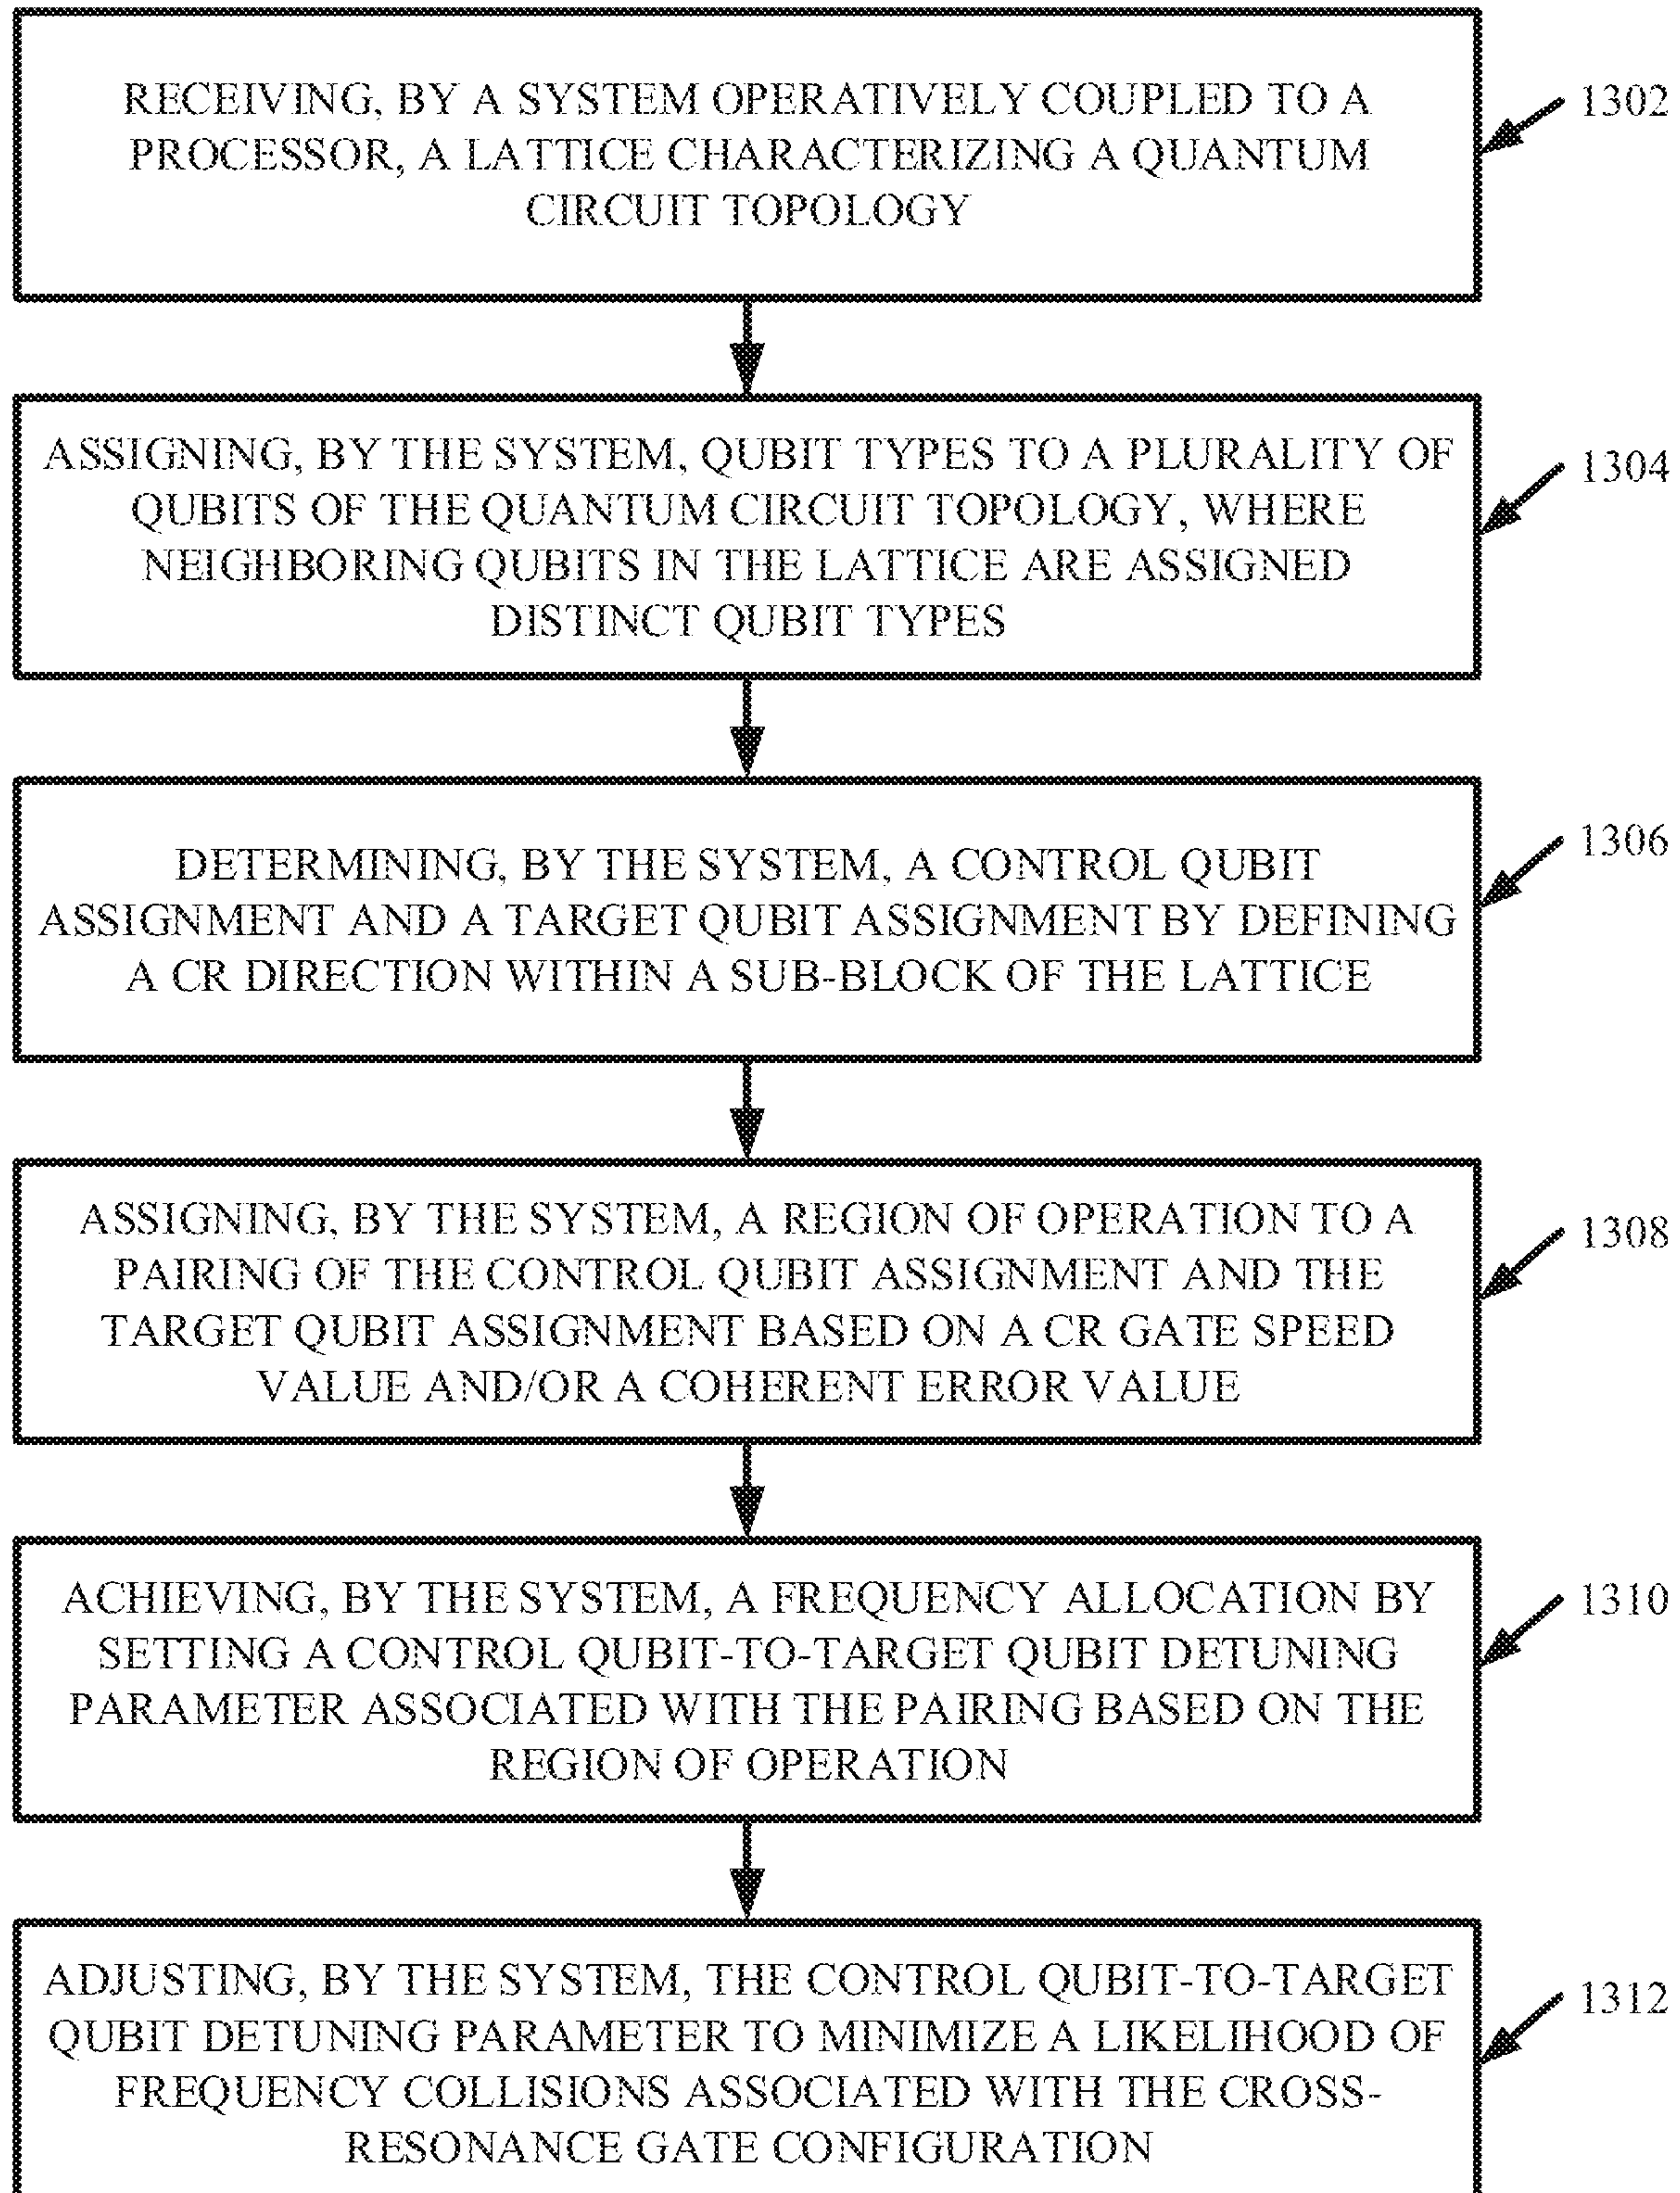 RECEIVING, BY A SYSTEM OPERATIVELY COUPLED TO A
PROCESSOR, A LATTICE CHARACTERIZING A QUANTUM
CIRCUIT TOPOLOGY
1302
ASSIGNING, BY THE SYSTEM, QUBIT TYPES TO A PLURALITY OF
QUBITS OF THE QUANTUM CIRCUIT TOPOLOGY, WHERE
NEIGHBORING QUBITS IN THE LATTICE ARE ASSIGNED
DISTINCT QUBIT TYPES
1304
DETERMINING, BY THE SYSTEM, A CONTROL QUBIT
ASSIGNMENT AND A TARGET QUBIT ASSIGNMENT BY DEFINING
A CR DIRECTION WITHIN A SUB-BLOCK OF THE LATTICE
1306
ASSIGNING, BY THE SYSTEM, A REGION OF OPERATION TO A
PAIRING OF THE CONTROL QUBIT ASSIGNMENT AND THE
TARGET QUBIT ASSIGNMENT BASED ON A CR GATE SPEED
VALUE AND/OR A COHERENT ERROR VALUE
1308
ACHIEVING, BY THE SYSTEM, A FREQUENCY ALLOCATION BY
SETTING A CONTROL QUBIT-TO-TARGET QUBIT DETUNING
PARAMETER ASSOCIATED WITH THE PAIRING BASED ON THE
REGION OF OPERATION
1310
ADJUSTING, BY THE SYSTEM, THE CONTROL QUBIT-TO-TARGET
QUBIT DETUNING PARAMETER TO MINIMIZE A LIKELIHOOD OF
FREQUENCY COLLISIONS ASSOCIATED WITH THE CROSS-
RESONANCE GATE CONFIGURATION
1312